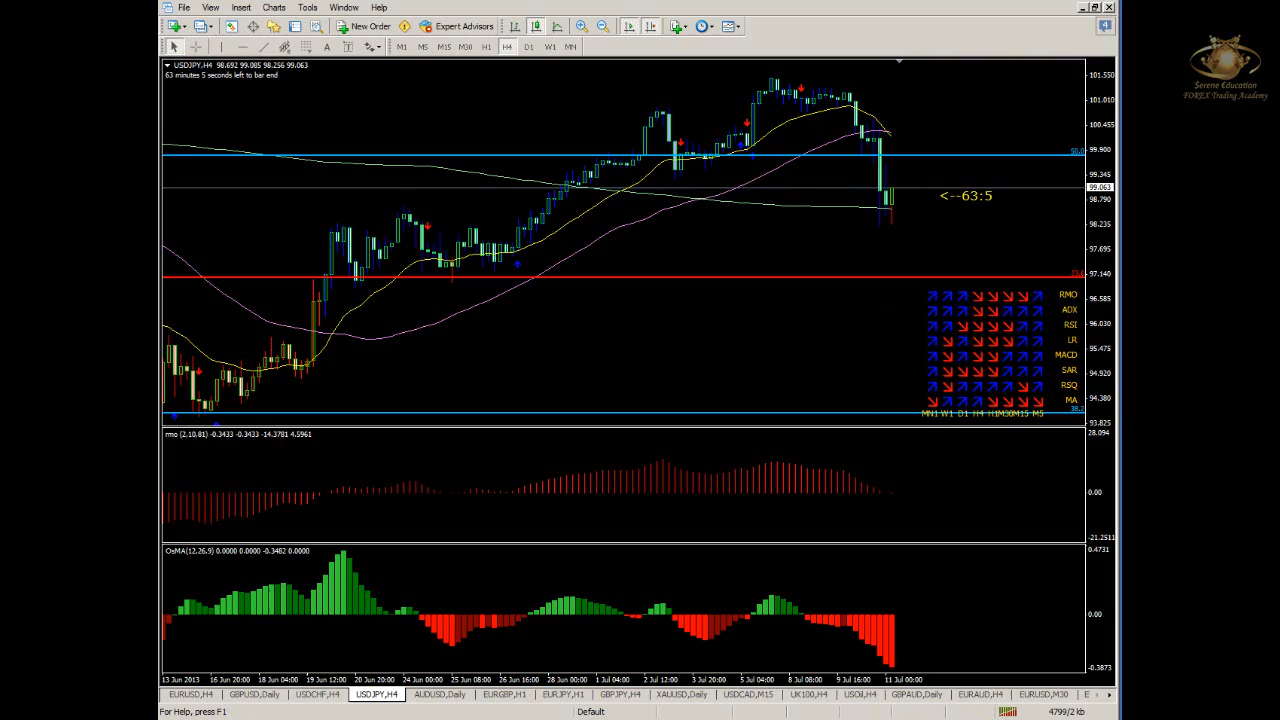 File View Insert Charts Tools Window Help
New Order Expert Advisors 4
A T M1 M5 M15 M30 H1 H4 D1 W1 MN
Serene Education
FOREX Trading Academy
USDJPY,H4 98.692 99.085 98.256 99.063
63 minutes 5 seconds left to bar end
101.550
101.010
100.455
50.0 99.900
99.345
99.063
<--63:5
98.790
98.235
97.695
23.6 97.140
96.585
96.030
95.475
94.920
94.380
38.2
93.825
RMO
ADX
RSI
LR
MACD
SAR
RSQ
MA
MN1 W1 D1 H4 H1 M30 M15 M5
rmo (2,10,81) -0.3433 -0.3433 -14.3781 4.5961
28.094
0.00
-21.2511
OsMA(12,26,9) 0.0000 0.0000 -0.3482 0.0000
0.4731
0.00
-0.3873
13 Jun 2013 16 Jun 20:00 18 Jun 04:00 19 Jun 12:00 20 Jun 20:00 24 Jun 00:00 25 Jun 08:00 26 Jun 16:00 28 Jun 00:00 1 Jul 04:00 2 Jul 12:00 3 Jul 20:00 5 Jul 04:00 8 Jul 08:00 9 Jul 16:00 11 Jul 00:00
EURUSD,H4 GBPUSD,Daily USDCHF,H4 USDJPY,H4 AUDUSD,Daily EURGBP,H1 EURJPY,H1 GBPJPY,H4 XAUUSD,Daily USDCAD,M15 UK100,H4 USOil,H4 GBPAUD,Daily EURAUD,H4 EURUSD,M30 E
For Help, press F1 Default 4799/2 kb